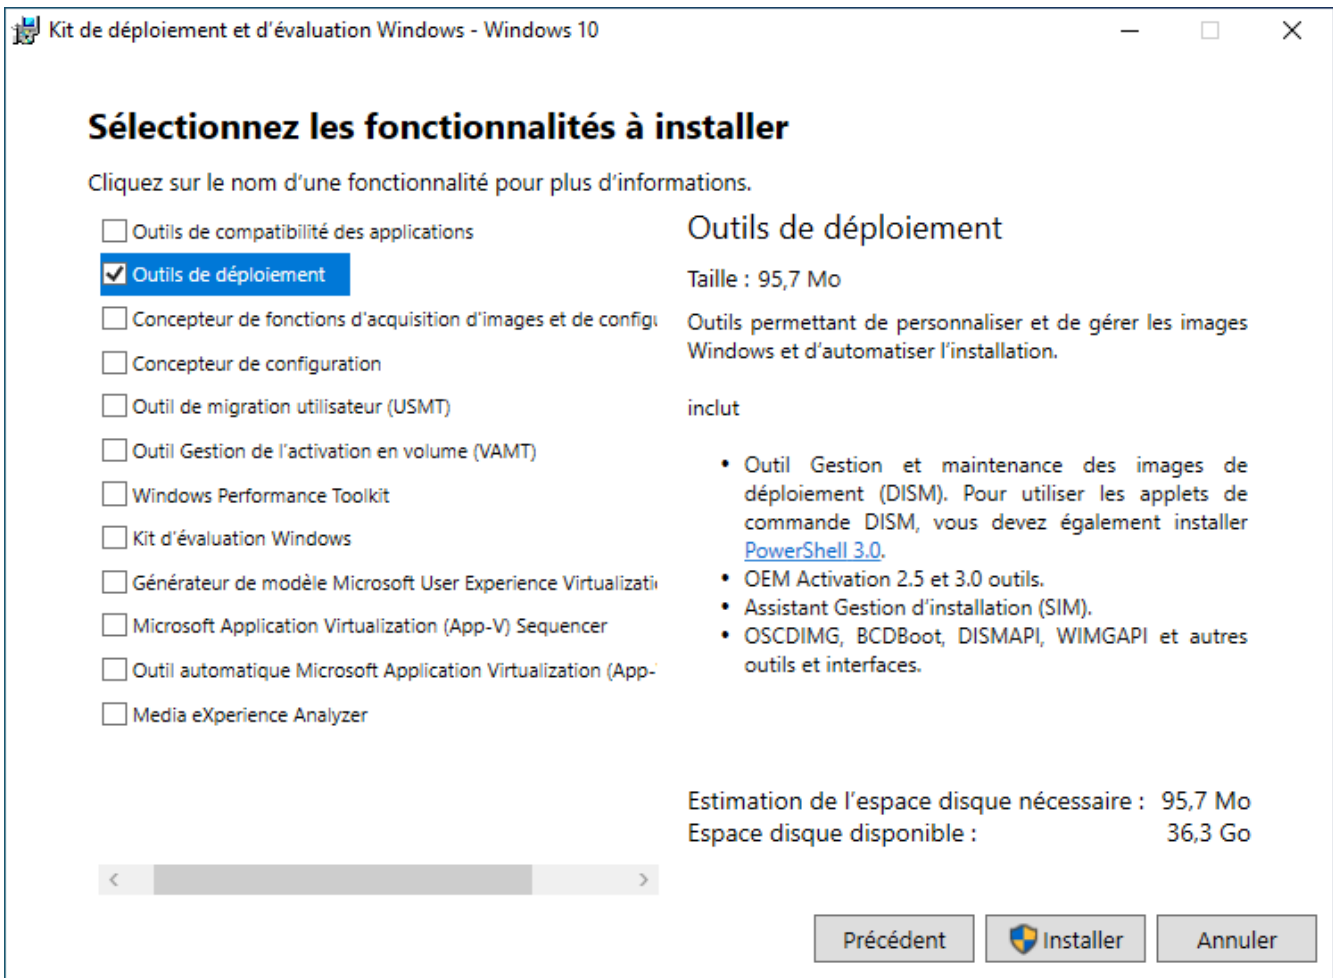 Kit de déploiement et d'évaluation Windows - Windows 10
Sélectionnez les fonctionnalités à installer
Cliquez sur le nom d'une fonctionnalité pour plus d'informations.
Outils de compatibilité des applications
Outils de déploiement
Concepteur de fonctions d'acquisition d'images et de configu
Concepteur de configuration
Outil de migration utilisateur (USMT)
Outil Gestion de l'activation en volume (VAMT)
Windows Performance Toolkit
Kit d'évaluation Windows
Générateur de modèle Microsoft User Experience Virtualizati
Microsoft Application Virtualization (App-V) Sequencer
Outil automatique Microsoft Application Virtualization (App-
Media eXperience Analyzer
Outils de déploiement
Taille : 95,7 Mo
Outils permettant de personnaliser et de gérer les images
Windows et d'automatiser l'installation.
inclut
• Outil Gestion et maintenance des images de
déploiement (DISM). Pour utiliser les applets de
commande DISM, vous devez également installer
PowerShell 3.0.
• OEM Activation 2.5 et 3.0 outils.
• Assistant Gestion d'installation (SIM).
• OSCDIMG, BCDBoot, DISMAPI, WIMGAPI et autres
outils et interfaces.
Estimation de l'espace disque nécessaire : 95,7 Mo
Espace disque disponible : 36,3 Go
Précédent
Installer
Annuler